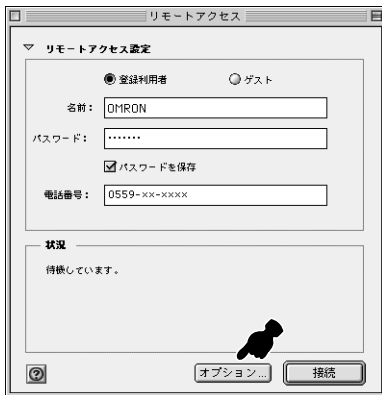 リモートアクセス
リモートアクセス設定
登録利用者 ゲスト
名前： OMRON
パスワード： ・・・・・・・
パスワードを保存
電話番号： 0559-××-××××
状況
待機しています。
? オプション... 接続